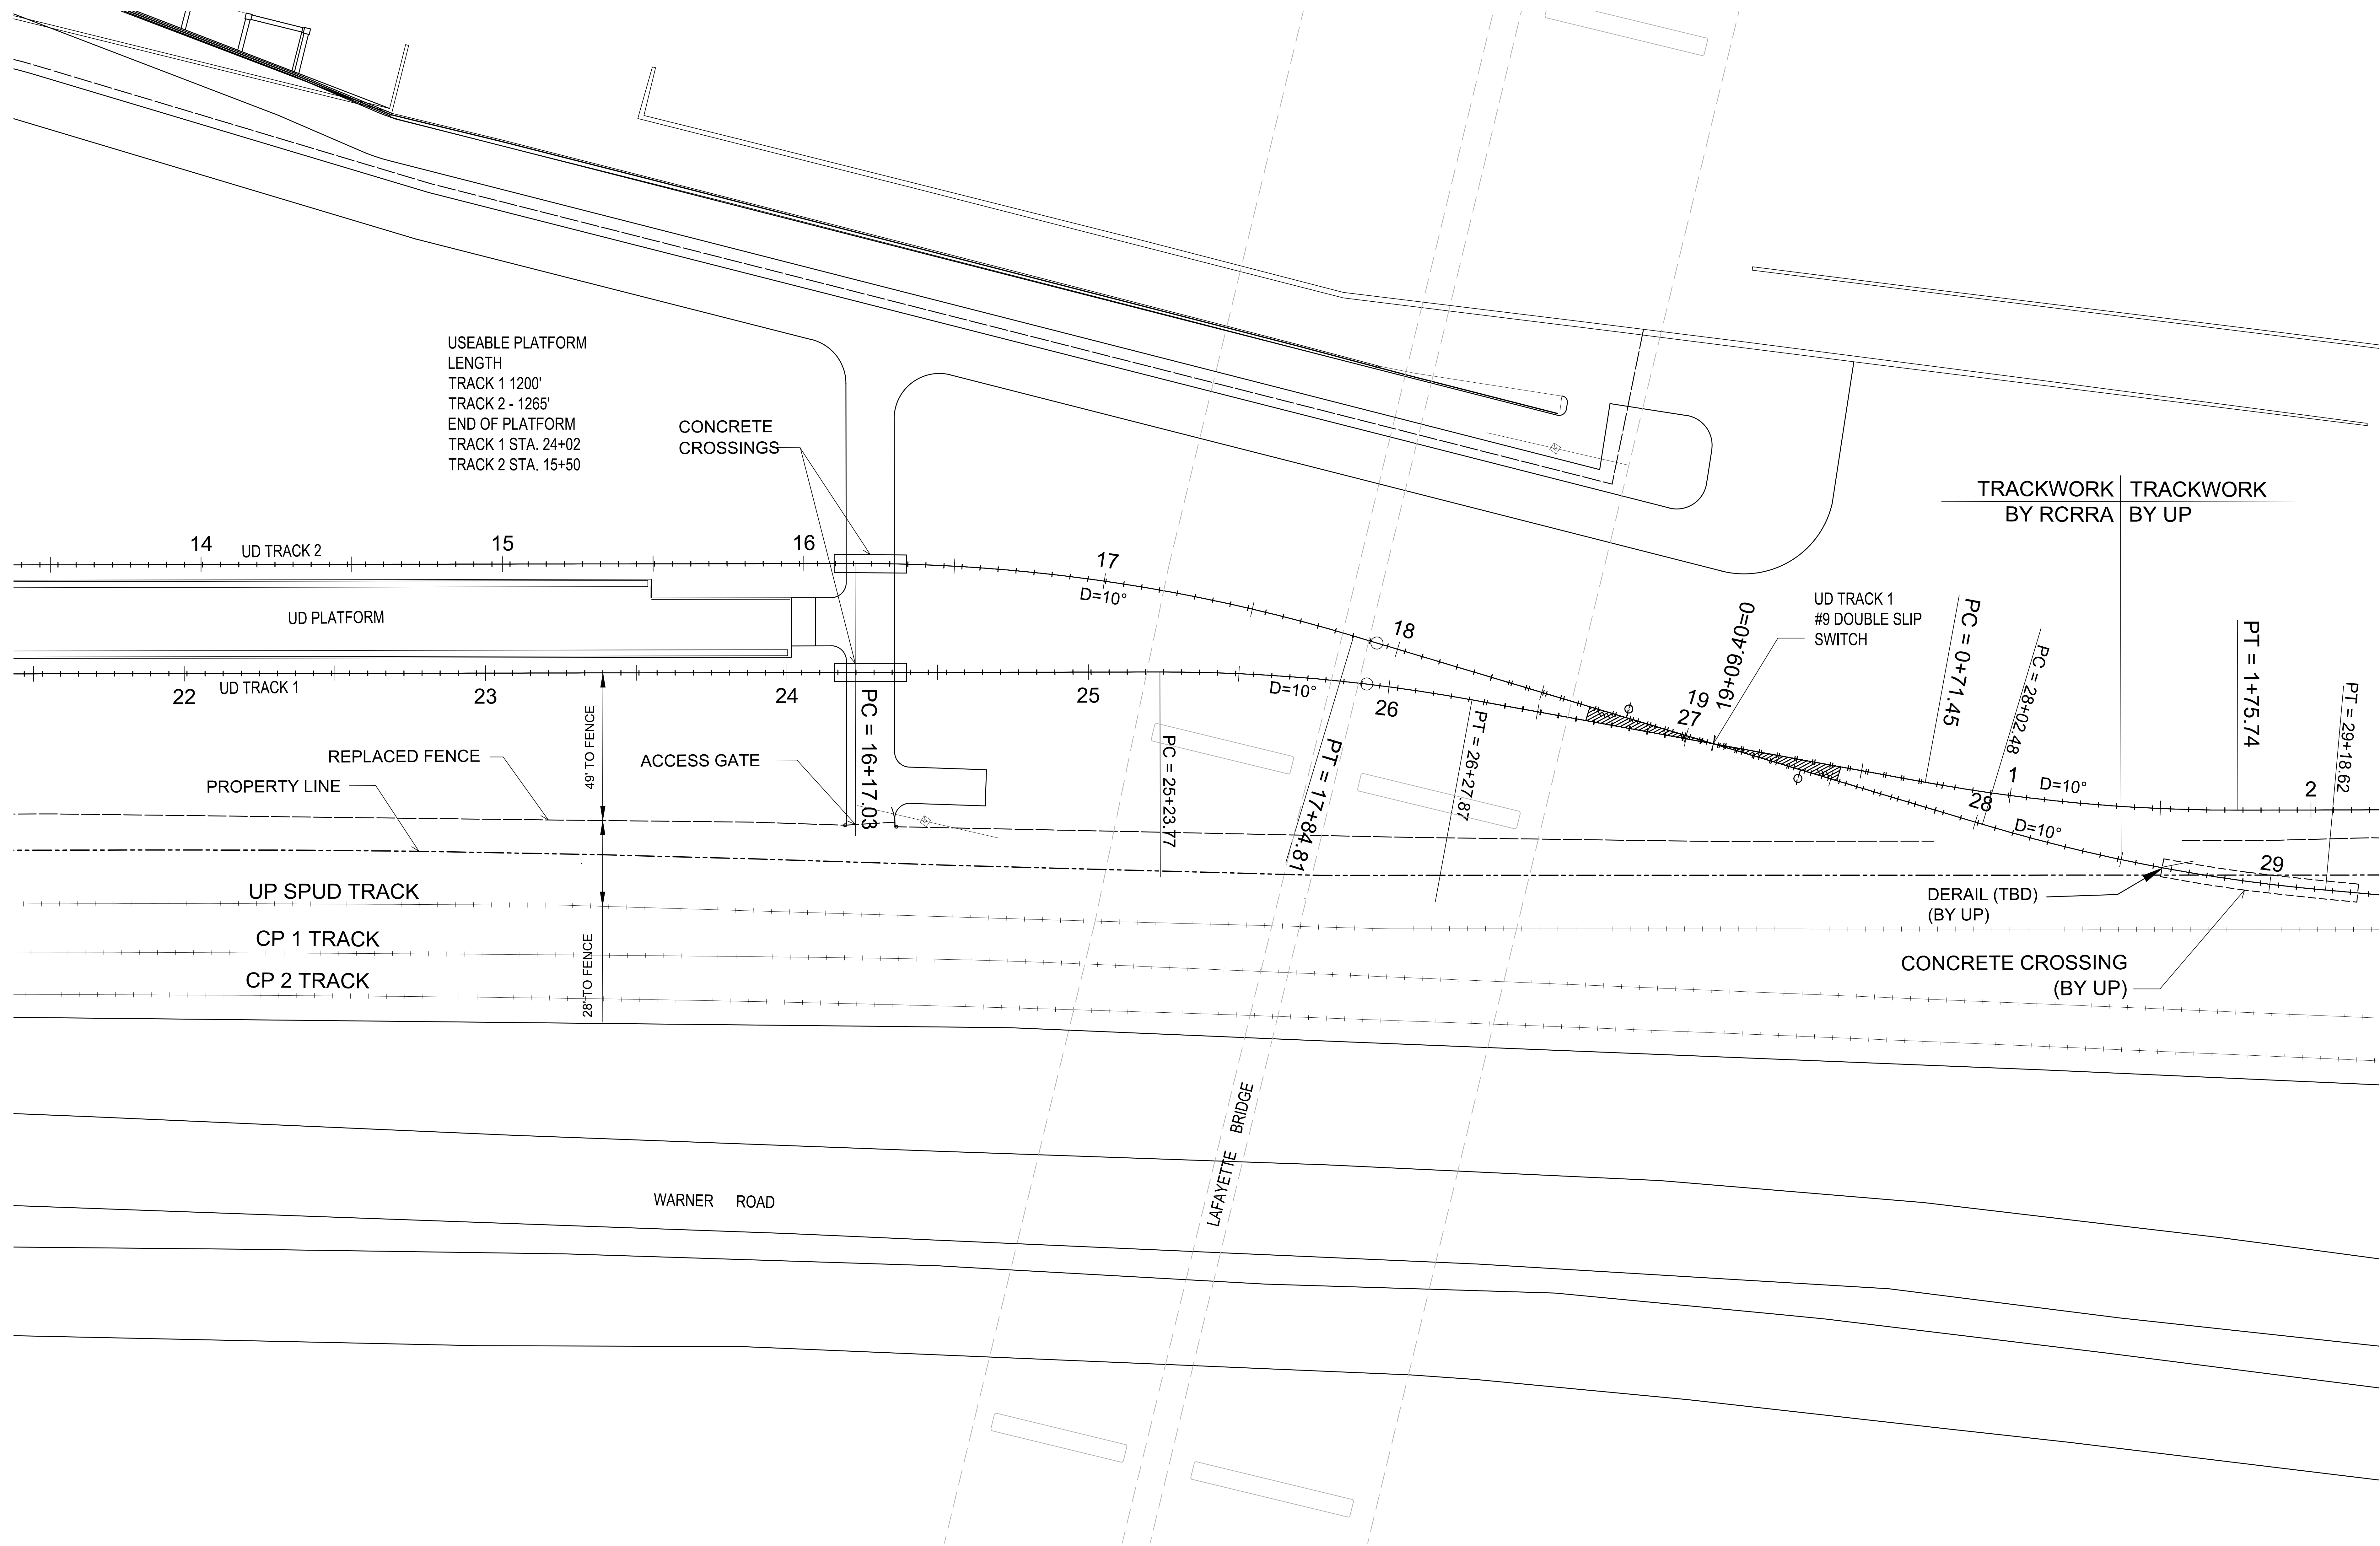 USEABLE PLATFORM
LENGTH
TRACK 1 1200'
TRACK 2 - 1265'
END OF PLATFORM
TRACK 1 STA. 24+02
TRACK 2 STA. 15+50
CONCRETE
CROSSINGS
TRACKWORK
BY RCRRA
TRACKWORK
BY UP
14
UD TRACK 2
15
16
17
D=10°
18
UD PLATFORM
22
UD TRACK 1
23
24
25
D=10°
26
19
27
19+09.04=0
UD TRACK 1
#9 DOUBLE SLIP
SWITCH
PC = 0+71.45
PC = 28+02.48
PT = 1+75.74
PT = 29+18.62
1
D=10°
2
28
D=10°
29
PC = 16+17.03
PC = 25+23.77
PT = 17+84.81
PT = 26+27.87
49' TO FENCE
REPLACED FENCE
PROPERTY LINE
ACCESS GATE
UP SPUD TRACK
CP 1 TRACK
CP 2 TRACK
28' TO FENCE
DERAIL (TBD)
(BY UP)
CONCRETE CROSSING
(BY UP)
LAFAYETTE BRIDGE
WARNER ROAD